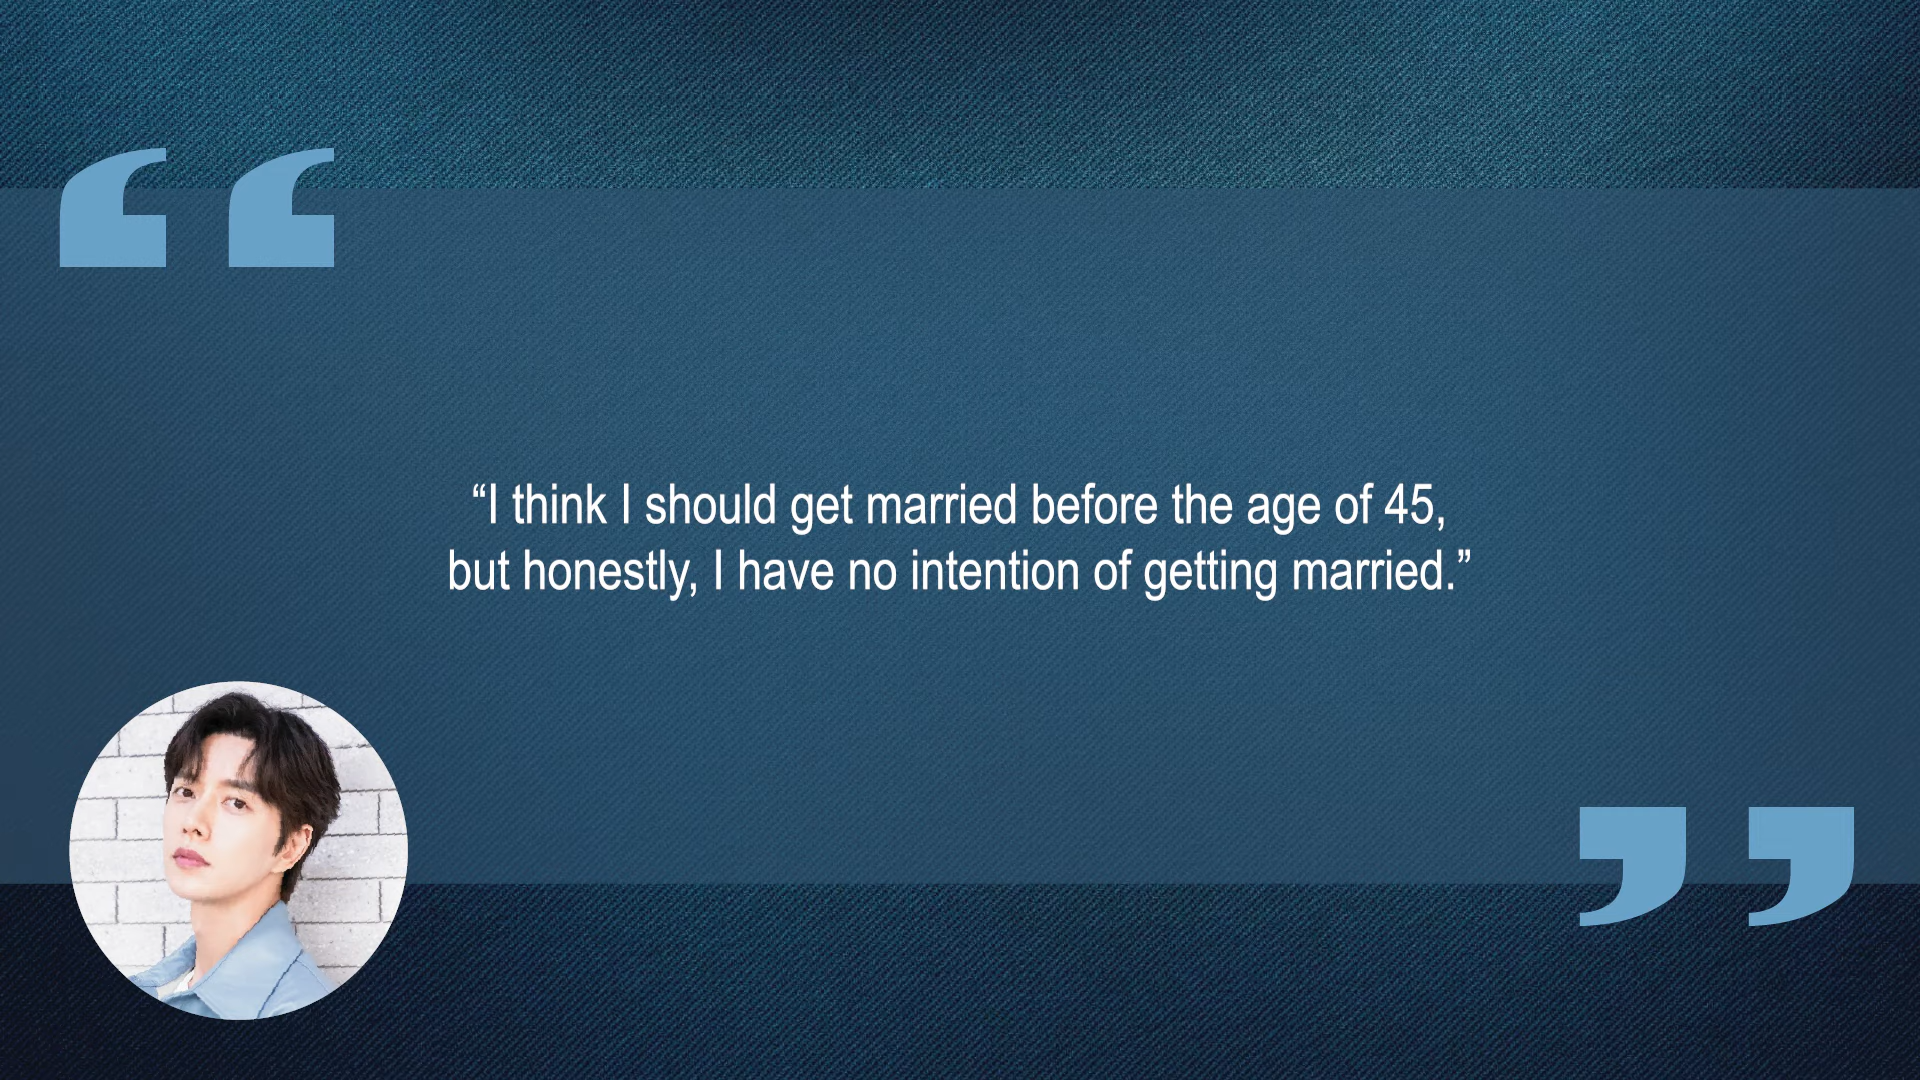 “I think I should get married before the age of 45,
but honestly, I have no intention of getting married.”